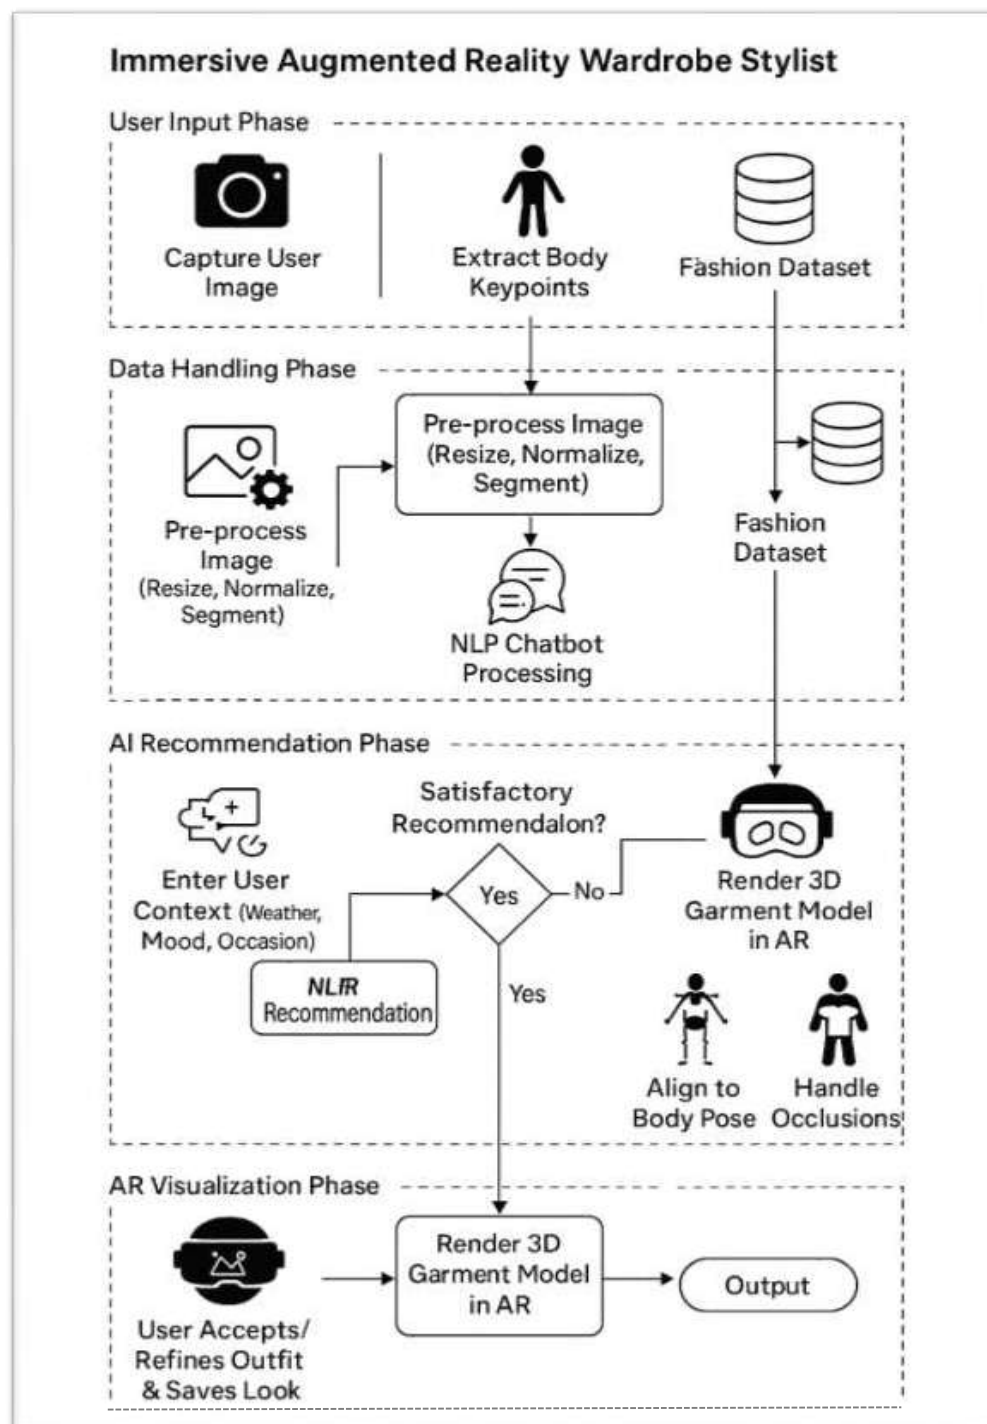 Immersive Augmented Reality Wardrobe Stylist
User Input Phase
Capture User
Image
Extract Body
Keypoints
Fashion Dataset
Data Handling Phase
Pre-process Image
(Resize, Normalize,
Segment)
Pre-process
Image
(Resize, Normalize,
Segment)
NLP Chatbot
Processing
Fashion
Dataset
AI Recommendation Phase
Satisfactory
Recommendalon?
Enter User
Context (Weather,
Mood, Occasion)
Yes
No
Render 3D
Garment Model
in AR
Recommendation
Yes
Align to
Body Pose
Handle
Occlusions
AR Visualization Phase
User Accepts/
Refines Outfit
& Saves Look
Render 3D
Garment Model
in AR
Output